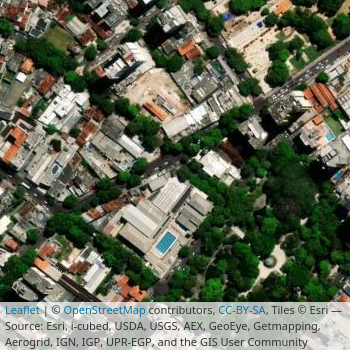 Leaflet | © OpenStreetMap contributors, CC-BY-SA, Tiles © Esri —
Source: Esri, i-cubed, USDA, USGS, AEX, GeoEye, Getmapping,
Aerogrid, IGN, IGP, UPR-EGP, and the GIS User Community